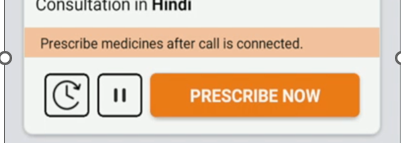 Consultation in Hindi
Prescribe medicines after call is connected.
PRESCRIBE NOW